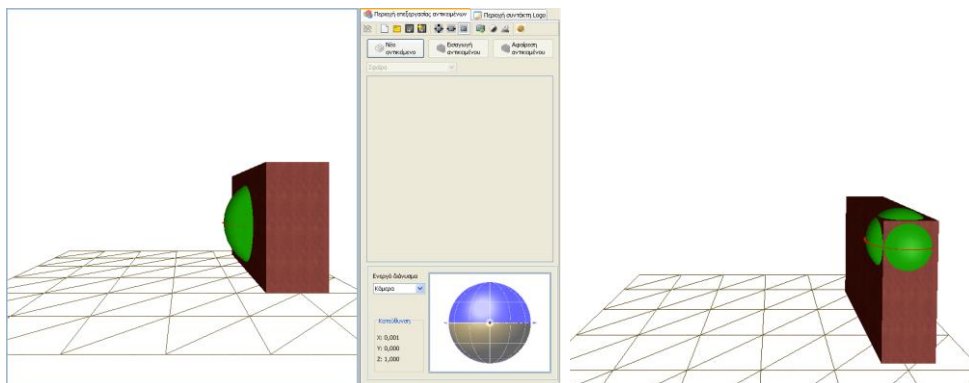 Περιοχή επεξεργασίας αντικειμένων
Περιοχή συντάκτη Logo
Νέο αντικείμενο
Εισαγωγή αντικειμένου
Αφαίρεση αντικειμένου
Σφαίρα
Ενεργό διάνυσμα
Κάμερα
Κατεύθυνση
X: 0,001
Y: 0,000
Z: 1,000